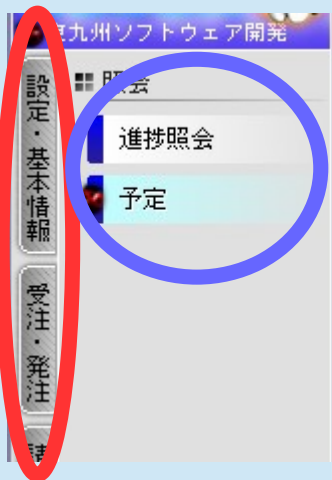 東九州ソフトウェア開発
照会
進捗照会
予定
設定・基本情報
受注・発注